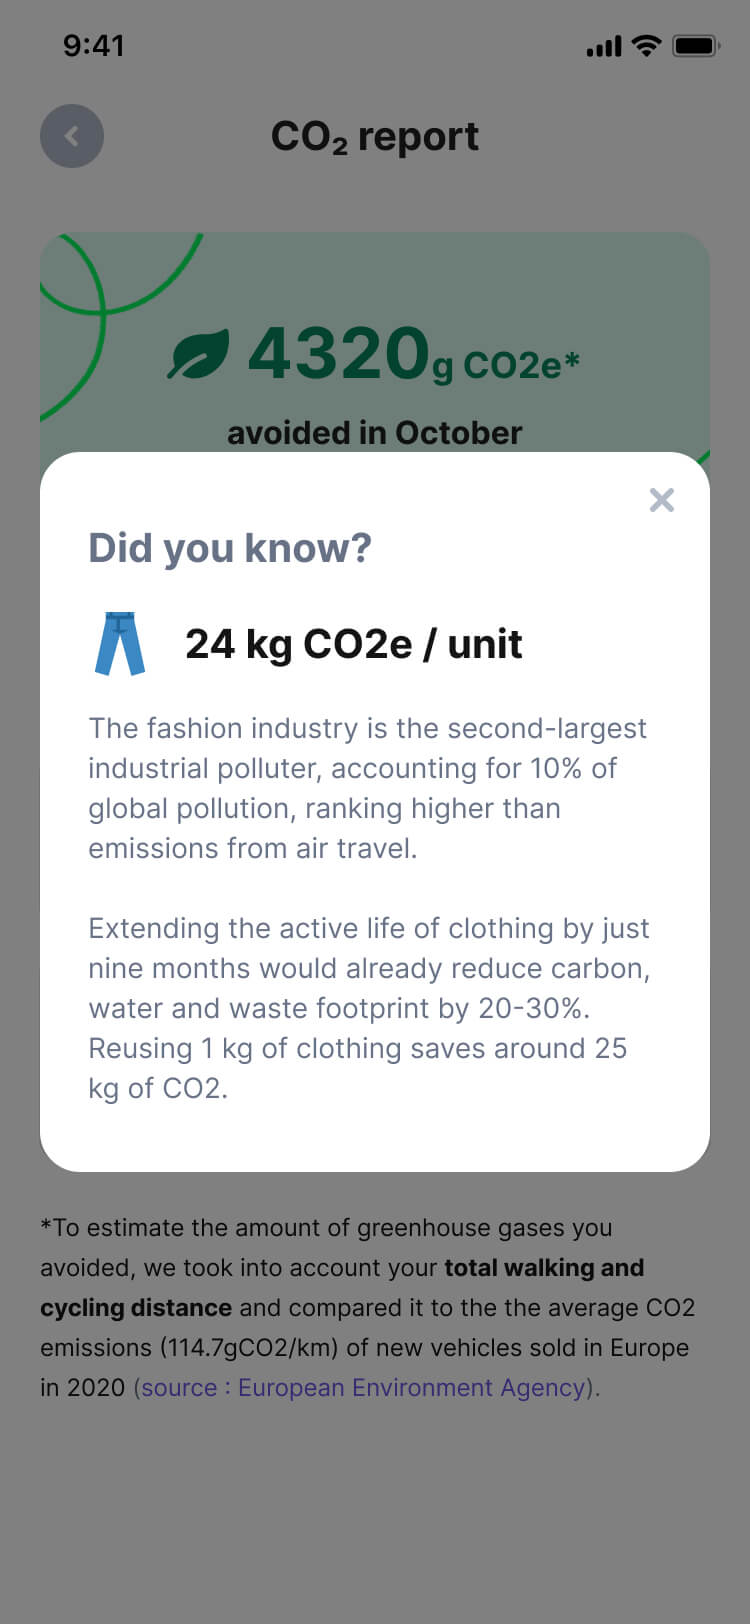 9:41
CO₂ report
4320g CO2e*
avoided in October
Did you know?
24 kg CO2e / unit
The fashion industry is the second-largest
industrial polluter, accounting for 10% of
global pollution, ranking higher than
emissions from air travel.
Extending the active life of clothing by just
nine months would already reduce carbon,
water and waste footprint by 20-30%.
Reusing 1 kg of clothing saves around 25
kg of CO2.
*To estimate the amount of greenhouse gases you
avoided, we took into account your total walking and
cycling distance and compared it to the the average CO2
emissions (114.7gCO2/km) of new vehicles sold in Europe
in 2020 (source : European Environment Agency).